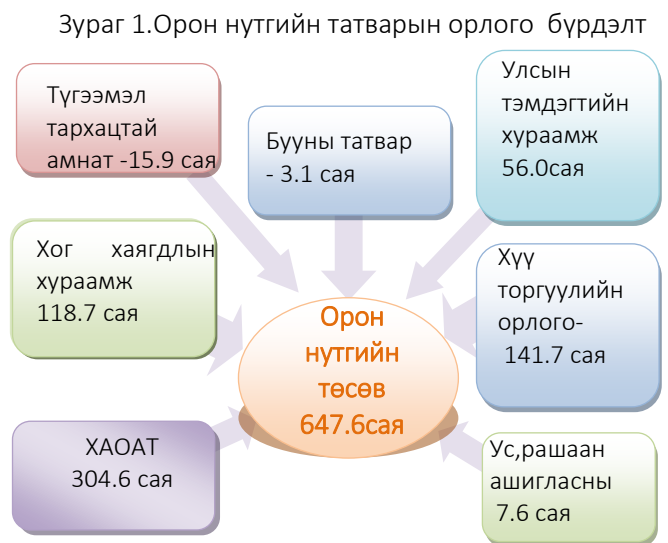 Зураг 1.Орон нутгийн татварын орлого бүрдэлт
Түгээмэл
тархацтай
амнат -15.9 сая
Бууны татвар
- 3.1 сая
Улсын
тэмдэгтийн
хураамж
56.0сая
Хог хаягдлын
хураамж
118.7 сая
Орон
нутгийн
төсөв
647.6сая
Хүү
торгуулийн
орлого-
141.7 сая
ХАОАТ
304.6 сая
Ус,рашаан
ашигласны
7.6 сая